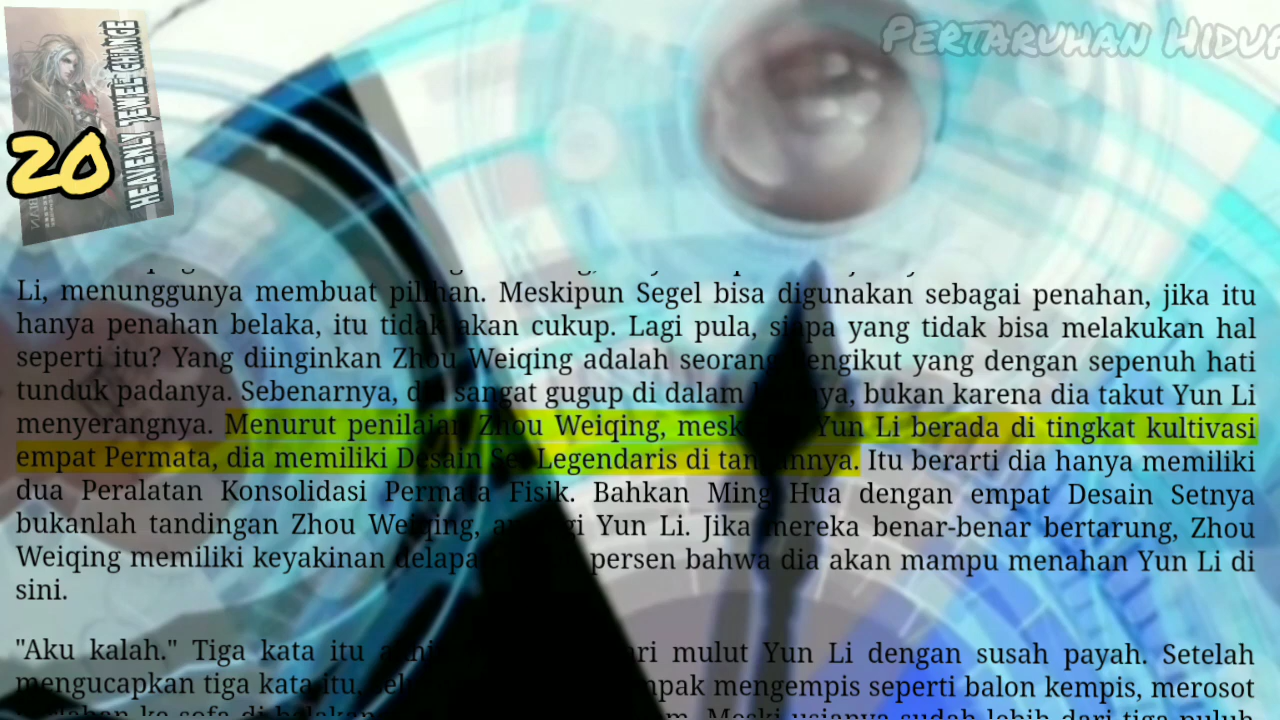 PERTARUHAN HIDUP
HEAVENLY JEWEL CHANGE
20
Li, menunggunya membuat pilihan. Meskipun Segel bisa digunakan sebagai penahan, jika itu
hanya penahan belaka, itu tidak akan cukup. Lagi pula, siapa yang tidak bisa melakukan hal
seperti itu? Yang diinginkan Zhou Weiqing adalah seorang pengikut yang dengan sepenuh hati
tunduk padanya. Sebenarnya, dia sangat gugup di dalam hatinya, bukan karena dia takut Yun Li
menyerangnya. Menurut penilaian Zhou Weiqing, meskipun Yun Li berada di tingkat kultivasi
empat Permata, dia memiliki Desain Set Legendaris di tangannya. Itu berarti dia hanya memiliki
dua Peralatan Konsolidasi Permata Fisik. Bahkan Ming Hua dengan empat Desain Setnya
bukanlah tandingan Zhou Weiqing, apalagi Yun Li. Jika mereka benar-benar bertarung, Zhou
Weiqing memiliki keyakinan persen bahwa dia akan mampu menahan Yun Li di
sini.
"Aku kalah." Tiga kata itu mulut Yun Li dengan susah payah. Setelah
mengucapkan tiga kata itu, mengempis seperti balon kempis, merosot